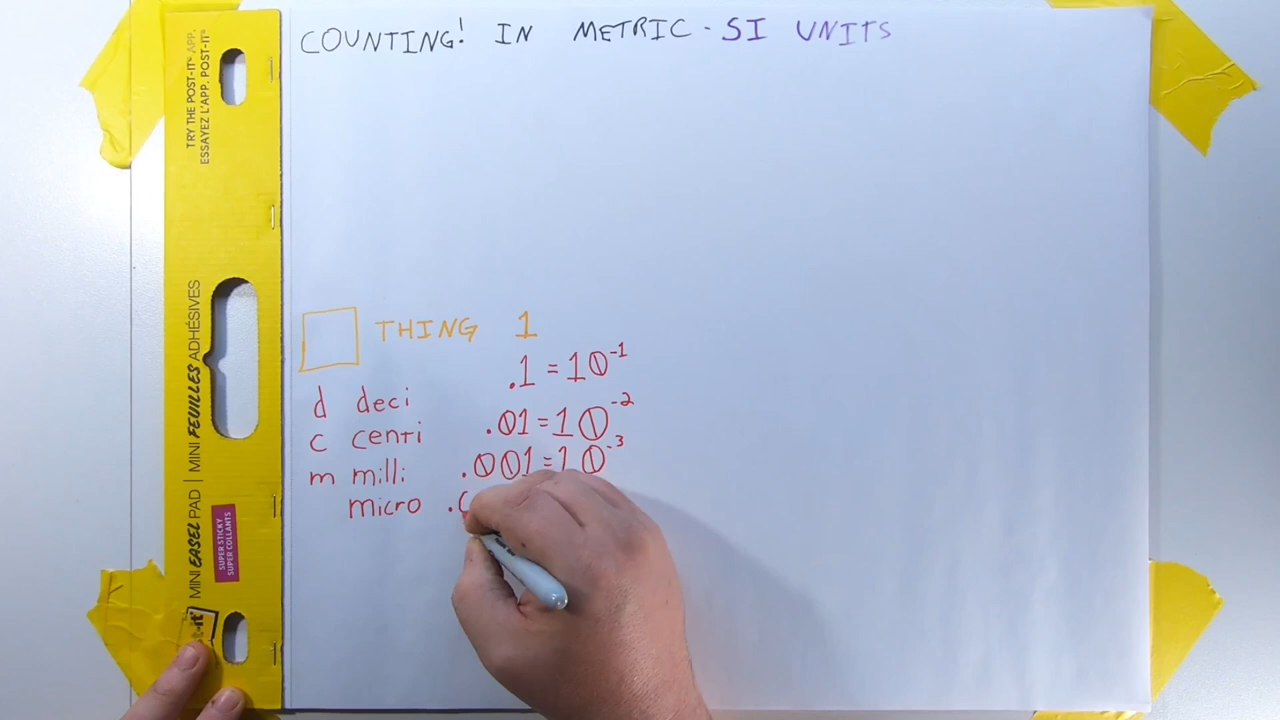 COUNTING! IN METRIC - SI UNITS
TRY THE POST-IT® APP.
ESSAYEZ L'APP. POST-IT®
MINI EASEL PAD | MINI FEUILLES ADHÉSIVES
SUPER STICKY
SUPER COLLANTS
THING 1
.1 = 10⁻¹
d deci
c centi .01 = 10⁻²
m milli .001 = 10⁻³
micro .0